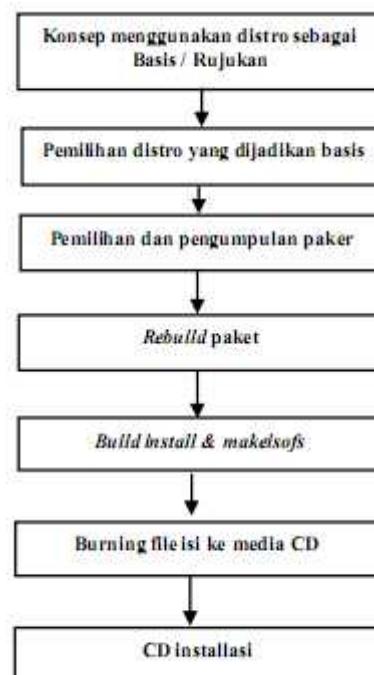 Konsep menggunakan distro sebagai
Basis / Rujukan
Pemilihan distro yang dijadikan basis
Pemilihan dan pengumpulan paker
Rebuild paket
Build install & makeisofs
Burning file isi ke media CD
CD installasi